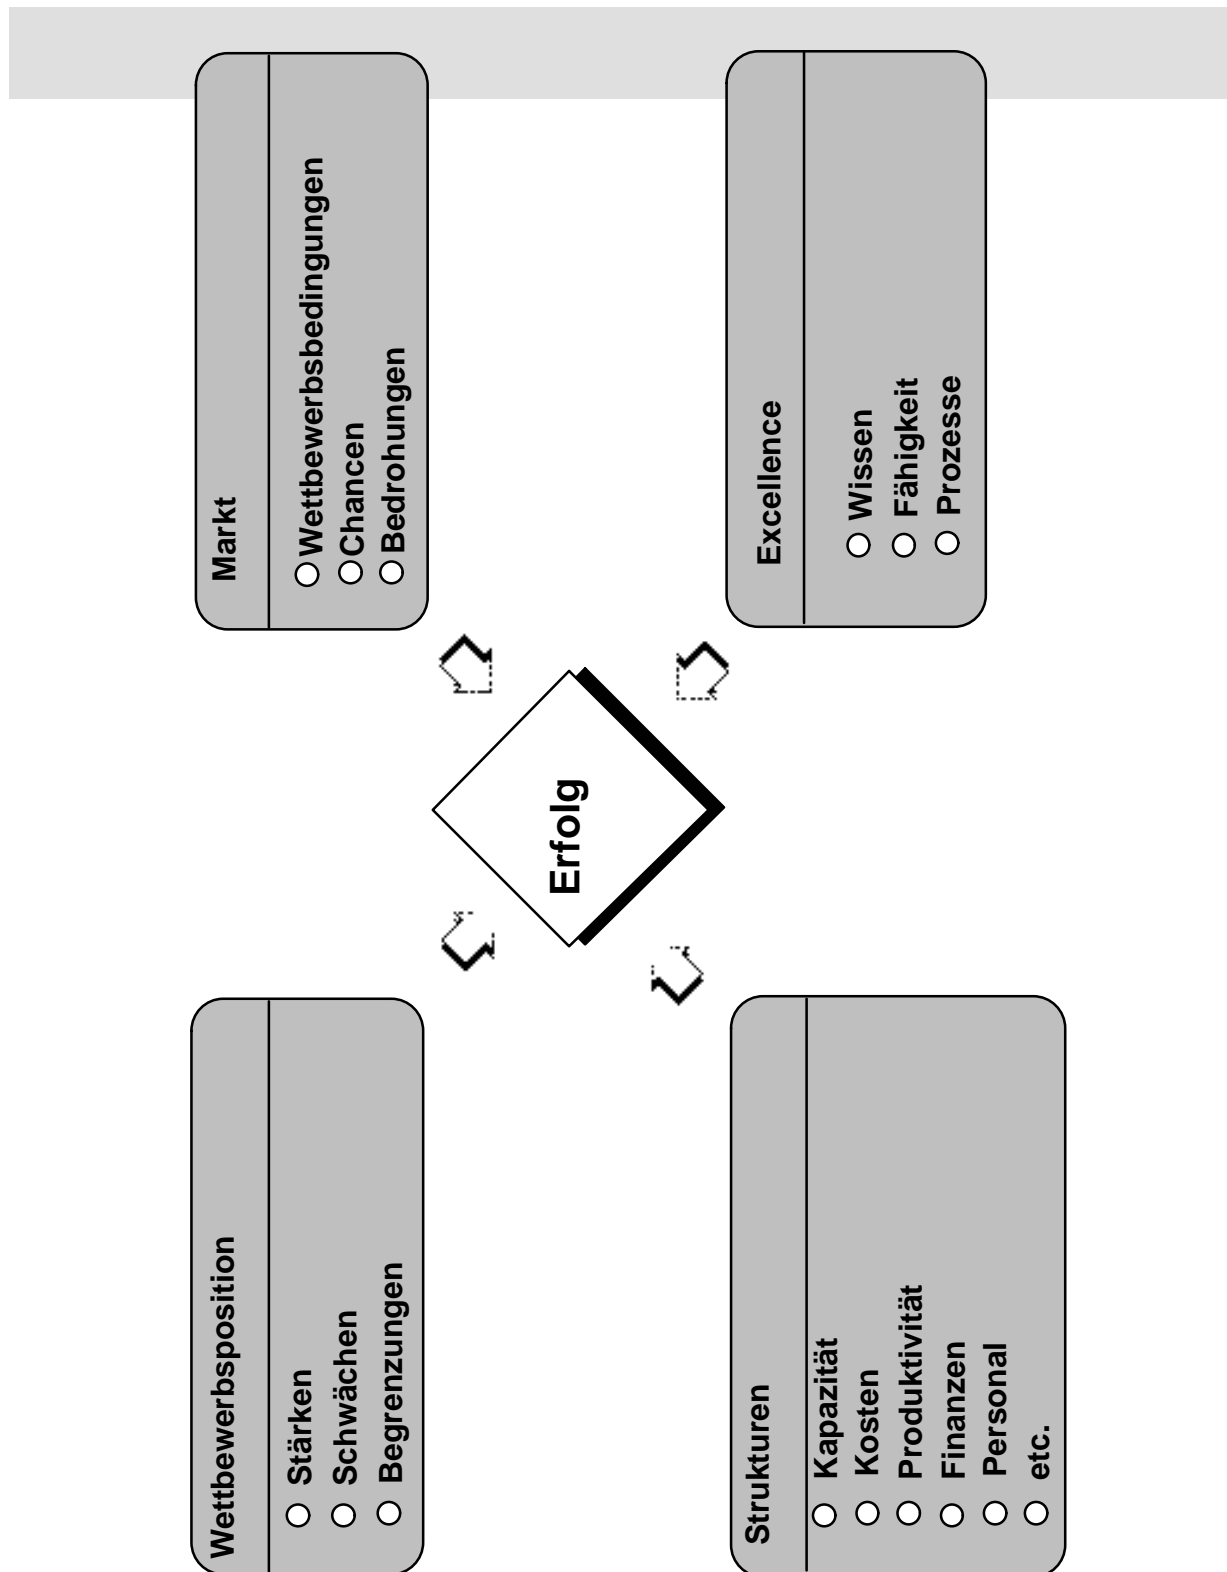 Wettbewerbsposition
Stärken
Schwächen
Begrenzungen
Markt
Wettbewerbsbedingungen
Chancen
Bedrohungen
Erfolg
Strukturen
Kapazität
Kosten
Produktivität
Finanzen
Personal
etc.
Excellence
Wissen
Fähigkeit
Prozesse